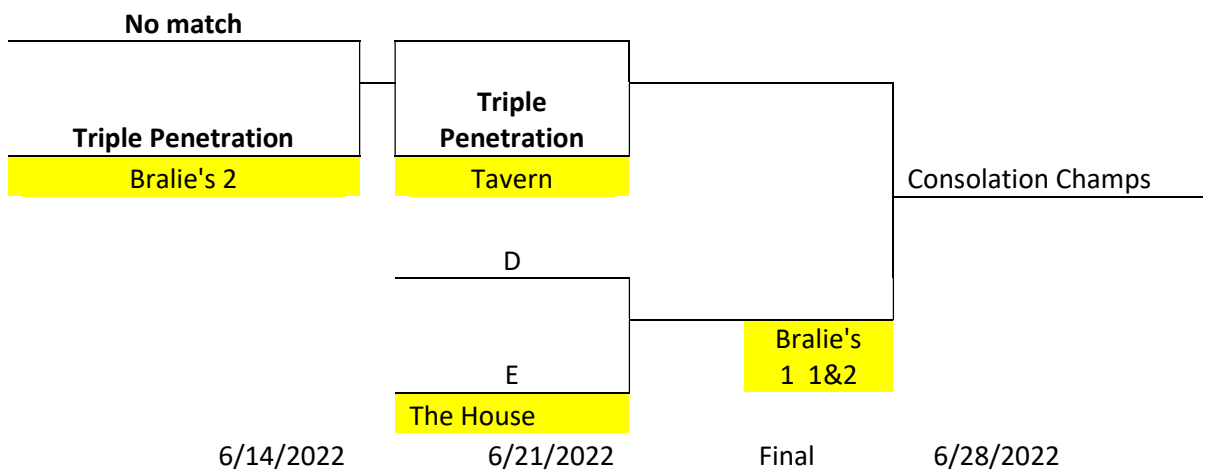 No match
Triple
Penetration
Triple Penetration
Bralie's 2
Tavern
Consolation Champs
D
Bralie's
1 1&2
E
The House
6/14/2022 6/21/2022 Final 6/28/2022